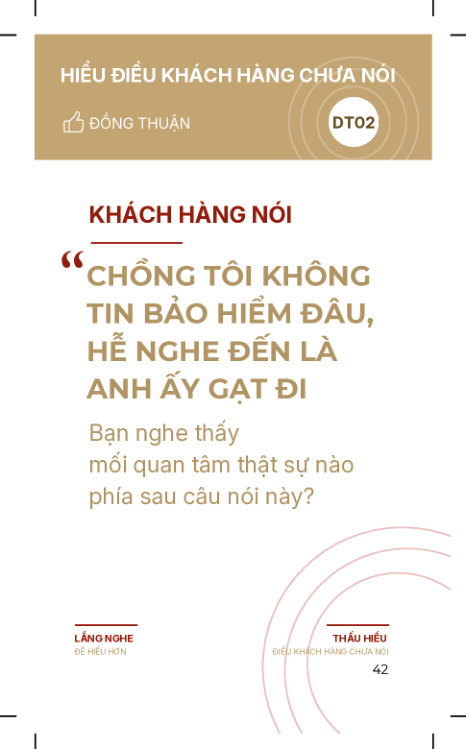 HIỂU ĐIỀU KHÁCH HÀNG CHƯA NÓI
ĐỒNG THUẬN
DT02
KHÁCH HÀNG NÓI
“CHỒNG TÔI KHÔNG
TIN BẢO HIỂM ĐÂU,
HỄ NGHE ĐẾN LÀ
ANH ẤY GẠT ĐI
Bạn nghe thấy
mối quan tâm thật sự nào
phía sau câu nói này?
LẮNG NGHE
ĐỂ HIỂU HƠN
THẤU HIỂU
ĐIỀU KHÁCH HÀNG CHƯA NÓI
42